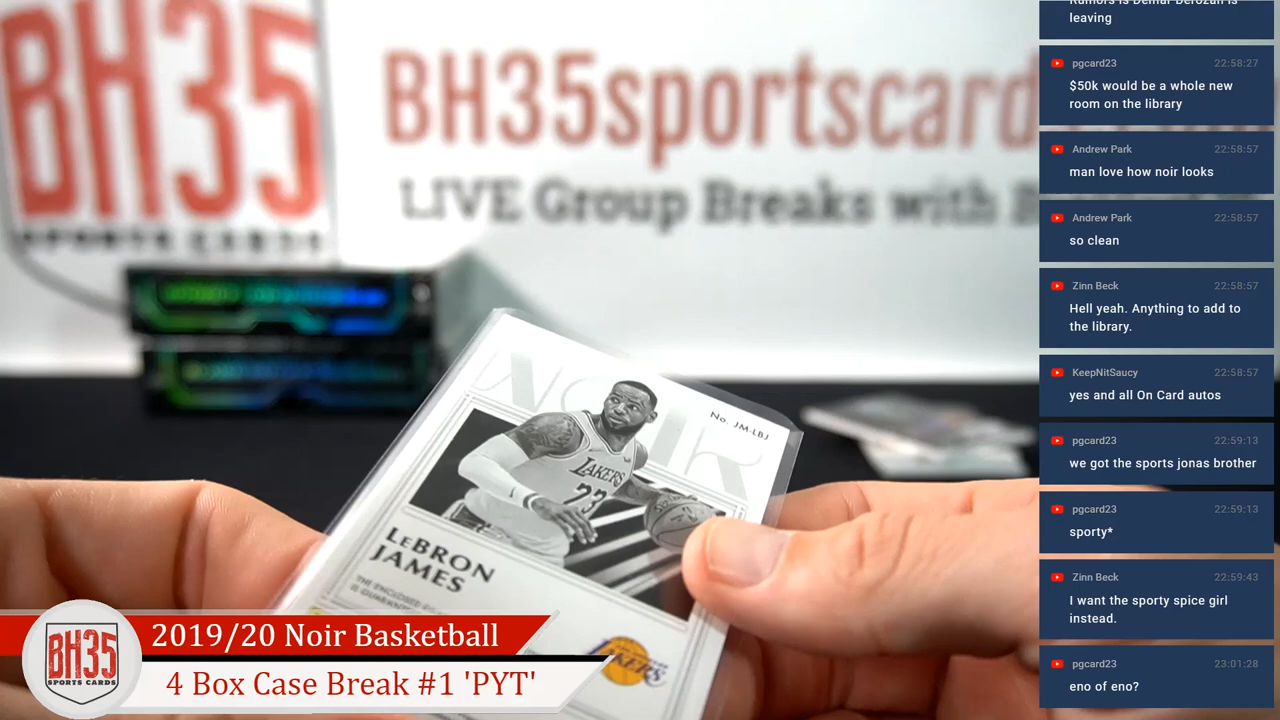 BH35
SPORTS CARDS
BH35sportscard
LIVE Group Breaks with
NOIR
No. JM-LBJ
LAKERS
23
LeBRON
JAMES
THE ENCLOSED
LAKERS
BH35
SPORTS CARDS
2019/20 Noir Basketball
4 Box Case Break #1 'PYT'
Rumors is Demar Derozan is
leaving
pgcard23 22:58:27
$50k would be a whole new
room on the library
Andrew Park 22:58:57
man love how noir looks
Andrew Park 22:58:57
so clean
Zinn Beck 22:58:57
Hell yeah. Anything to add to
the library.
KeepNitSaucy 22:58:57
yes and all On Card autos
pgcard23 22:59:13
we got the sports jonas brother
pgcard23 22:59:13
sporty*
Zinn Beck 22:59:43
I want the sporty spice girl
instead.
pgcard23 23:01:28
eno of eno?